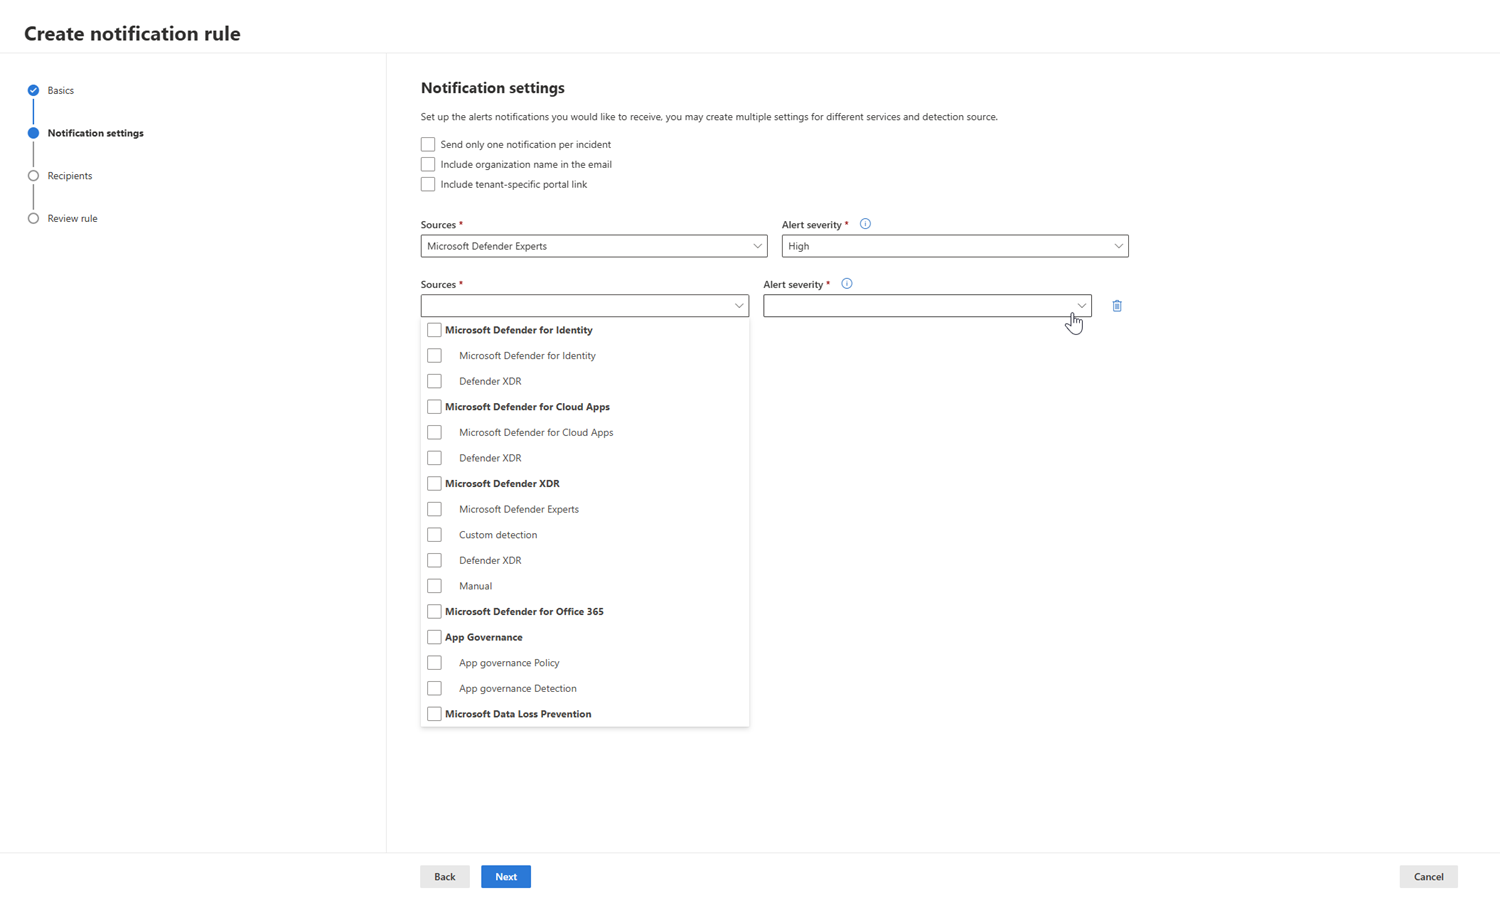 Create notification rule
Basics
Notification settings
Recipients
Review rule
Notification settings
Set up the alerts notifications you would like to receive, you may create multiple settings for different services and detection source.
Send only one notification per incident
Include organization name in the email
Include tenant-specific portal link
Sources * Alert severity *
Microsoft Defender Experts High
Sources * Alert severity *
Microsoft Defender for Identity
Microsoft Defender for Identity
Defender XDR
Microsoft Defender for Cloud Apps
Microsoft Defender for Cloud Apps
Defender XDR
Microsoft Defender XDR
Microsoft Defender Experts
Custom detection
Defender XDR
Manual
Microsoft Defender for Office 365
App Governance
App governance Policy
App governance Detection
Microsoft Data Loss Prevention
Back Next Cancel